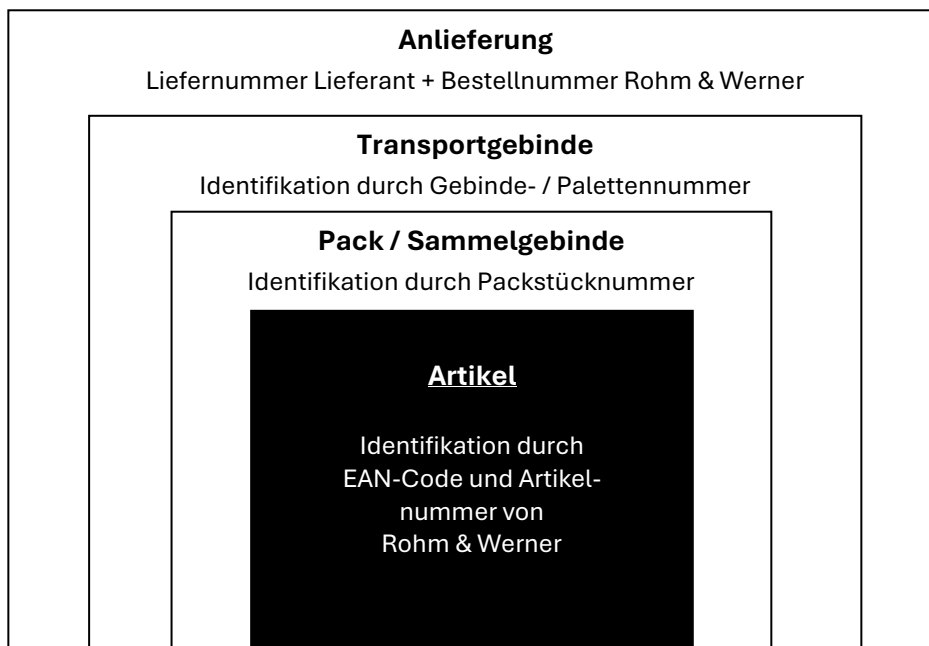 Anlieferung
Liefernummer Lieferant + Bestellnummer Rohm & Werner
Transportgebinde
Identifikation durch Gebinde- / Palettennummer
Pack / Sammelgebinde
Identifikation durch Packstücknummer
Artikel
Identifikation durch
EAN-Code und Artikel-
nummer von
Rohm & Werner